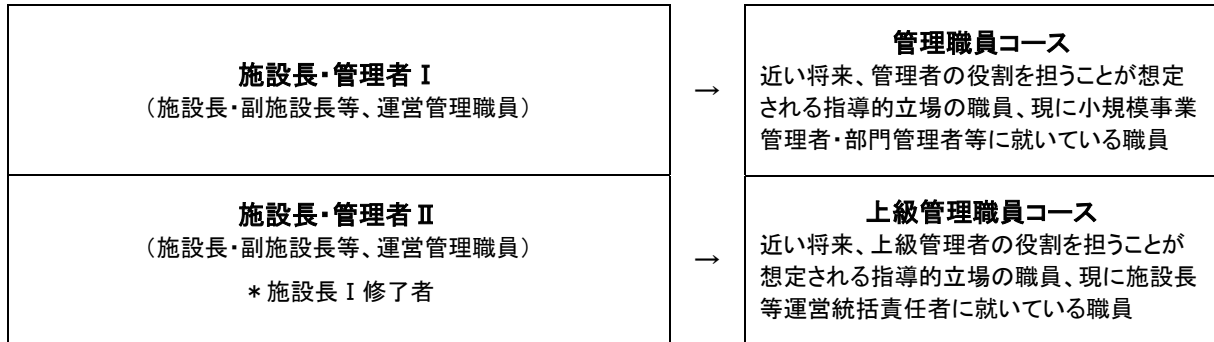 施設長・管理者Ⅰ
（施設長・副施設長等、運営管理職員）
→
管理職員コース
近い将来、管理者の役割を担うことが想定
される指導的立場の職員、現に小規模事業
管理者・部門管理者等に就いている職員
施設長・管理者Ⅱ
（施設長・副施設長等、運営管理職員）
＊施設長Ⅰ修了者
→
上級管理職員コース
近い将来、上級管理者の役割を担うことが
想定される指導的立場の職員、現に施設長
等運営統括責任者に就いている職員